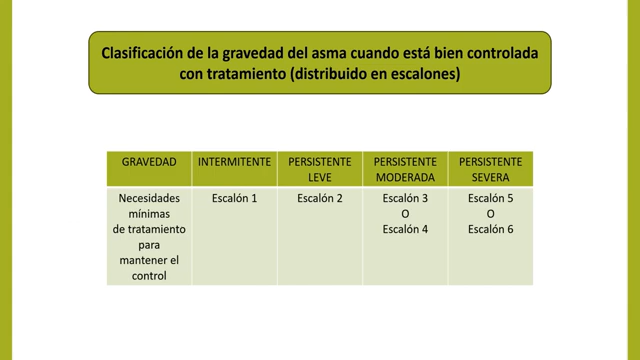 Clasificación de la gravedad del asma cuando está bien controlada
con tratamiento (distribuido en escalones)
GRAVEDAD
INTERMITENTE
PERSISTENTE
LEVE
PERSISTENTE
MODERADA
PERSISTENTE
SEVERA
Necesidades
mínimas
de tratamiento
para
mantener el
control
Escalón 1
Escalón 2
Escalón 3
O
Escalón 4
Escalón 5
O
Escalón 6